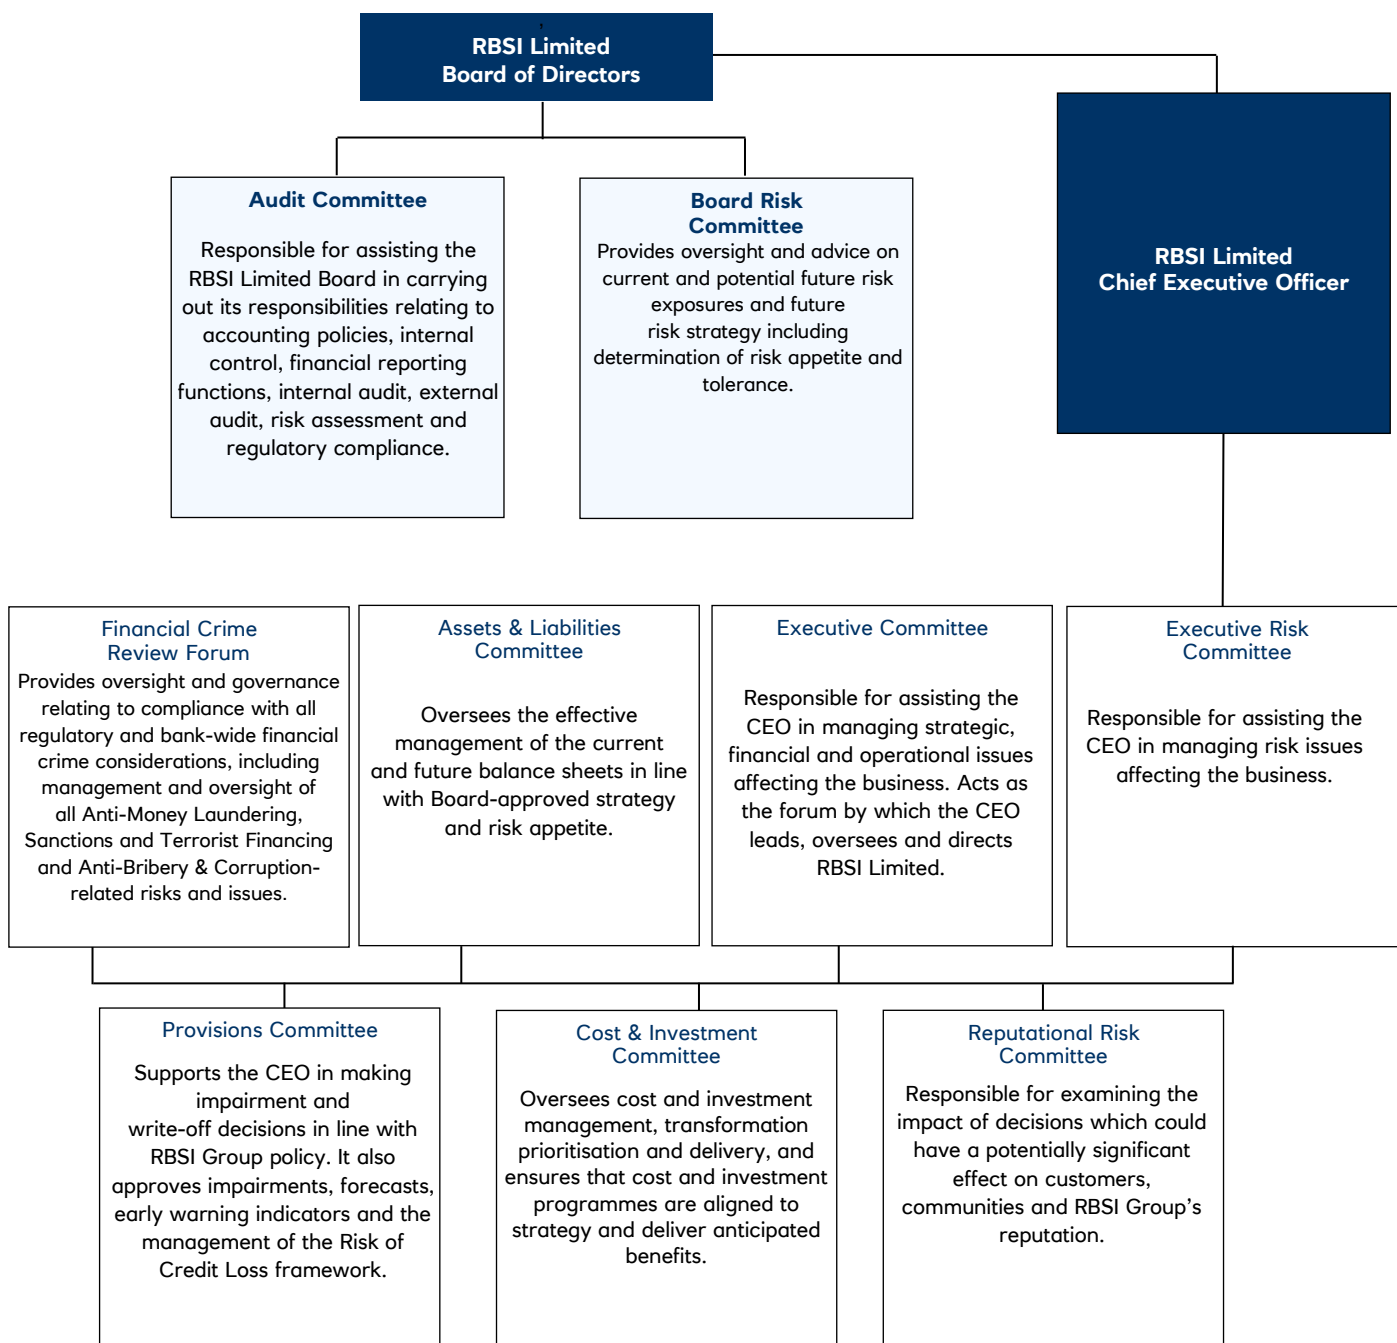 ,
RBSI Limited
Board of Directors
RBSI Limited
Chief Executive Officer
Audit Committee
Responsible for assisting the
RBSI Limited Board in carrying
out its responsibilities relating to
accounting policies, internal
control, financial reporting
functions, internal audit, external
audit, risk assessment and
regulatory compliance.
Board Risk
Committee
Provides oversight and advice on
current and potential future risk
exposures and future
risk strategy including
determination of risk appetite and
tolerance.
Financial Crime
Review Forum
Provides oversight and governance
relating to compliance with all
regulatory and bank-wide financial
crime considerations, including
management and oversight of
all Anti-Money Laundering,
Sanctions and Terrorist Financing
and Anti-Bribery & Corruption-
related risks and issues.
Assets & Liabilities
Committee
Oversees the effective
management of the current
and future balance sheets in line
with Board-approved strategy
and risk appetite.
Executive Committee
Responsible for assisting the
CEO in managing strategic,
financial and operational issues
affecting the business. Acts as
the forum by which the CEO
leads, oversees and directs
RBSI Limited.
Executive Risk
Committee
Responsible for assisting the
CEO in managing risk issues
affecting the business.
Provisions Committee
Supports the CEO in making
impairment and
write-off decisions in line with
RBSI Group policy. It also
approves impairments, forecasts,
early warning indicators and the
management of the Risk of
Credit Loss framework.
Cost & Investment
Committee
Oversees cost and investment
management, transformation
prioritisation and delivery, and
ensures that cost and investment
programmes are aligned to
strategy and deliver anticipated
benefits.
Reputational Risk
Committee
Responsible for examining the
impact of decisions which could
have a potentially significant
effect on customers,
communities and RBSI Group's
reputation.